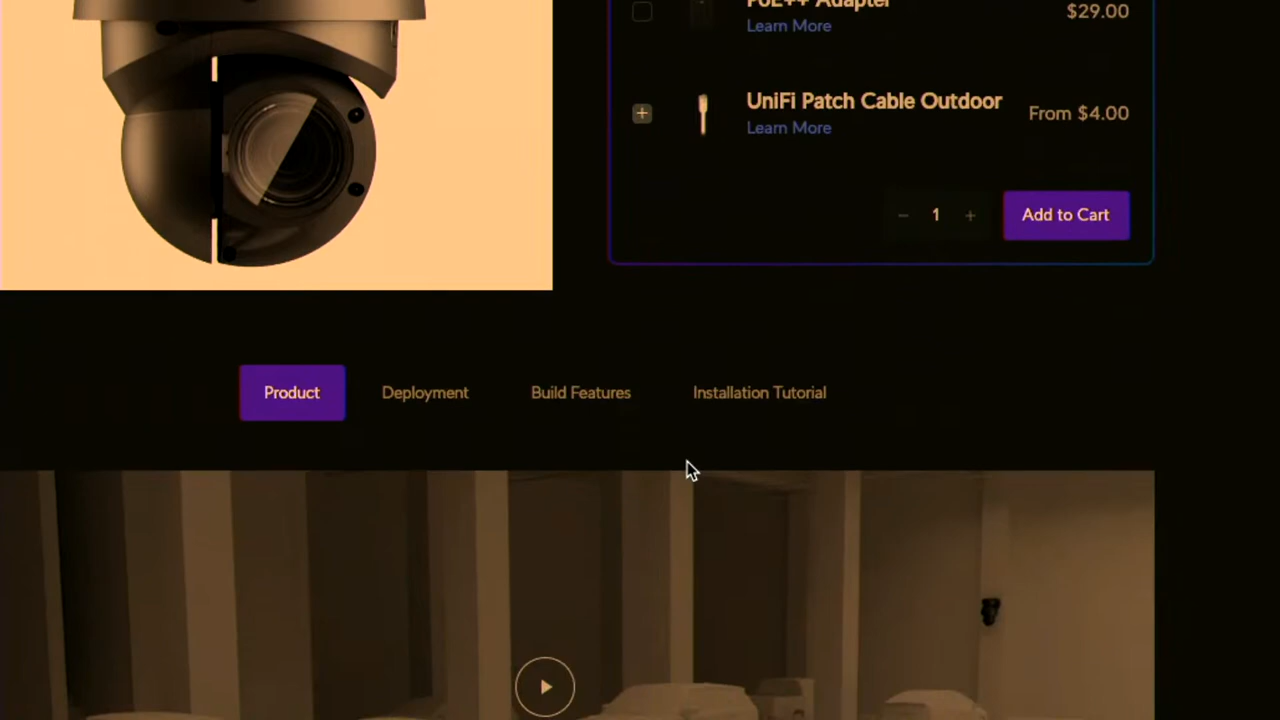 PoE++ Adapter
$29.00
Learn More
UniFi Patch Cable Outdoor
From $4.00
Learn More
− 1 +
Add to Cart
Product
Deployment
Build Features
Installation Tutorial